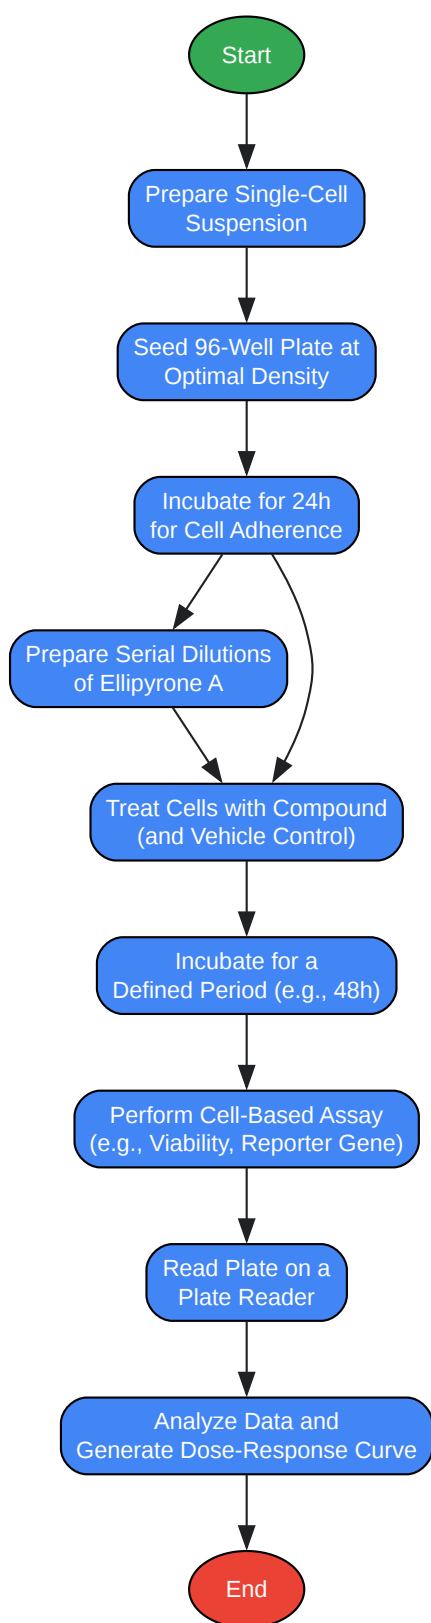 Start
Prepare Single-Cell
Suspension
Seed 96-Well Plate at
Optimal Density
Incubate for 24h
for Cell Adherence
Prepare Serial Dilutions
of Ellipyrone A
Treat Cells with Compound
(and Vehicle Control)
Incubate for a
Defined Period (e.g., 48h)
Perform Cell-Based Assay
(e.g., Viability, Reporter Gene)
Read Plate on a
Plate Reader
Analyze Data and
Generate Dose-Response Curve
End